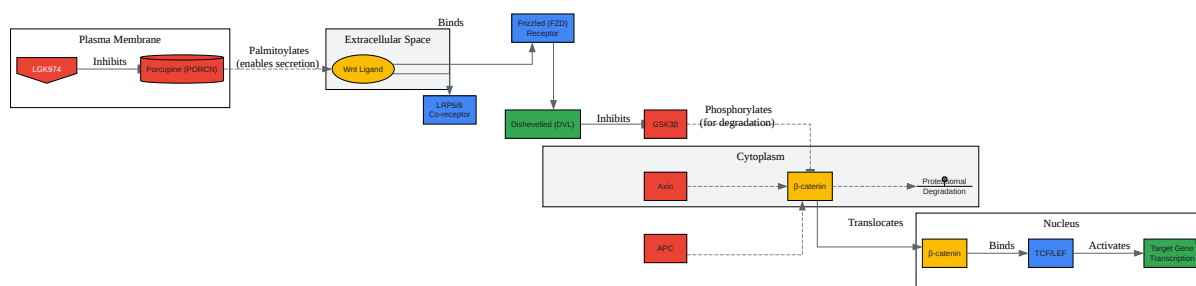 Plasma Membrane
LGK974
Inhibits
Porcupine (PORCN)
Palmitoylates
(enables secretion)
Extracellular Space
Wnt Ligand
Binds
Frizzled (FZD)
Receptor
LRP5/6
Co-receptor
Dishevelled (DVL)
Inhibits
GSK3β
Phosphorylates
(for degradation)
Cytoplasm
Axin
β-catenin
Proteasomal
Degradation
APC
Translocates
Nucleus
β-catenin
Binds
TCF/LEF
Activates
Target Gene
Transcription